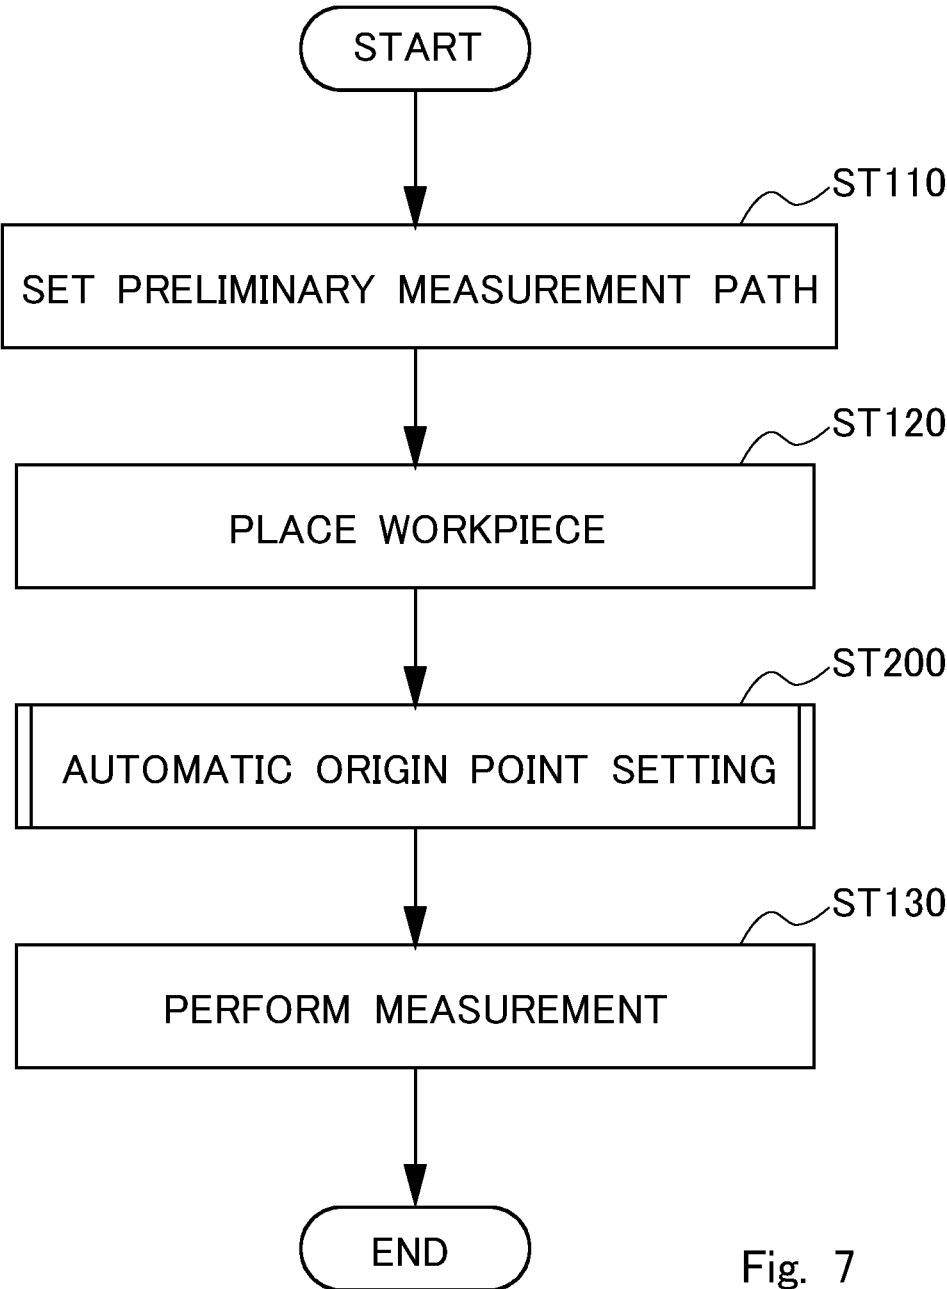 START
ST110
SET PRELIMINARY MEASUREMENT PATH
ST120
PLACE WORKPIECE
ST200
AUTOMATIC ORIGIN POINT SETTING
ST130
PERFORM MEASUREMENT
END
Fig. 7